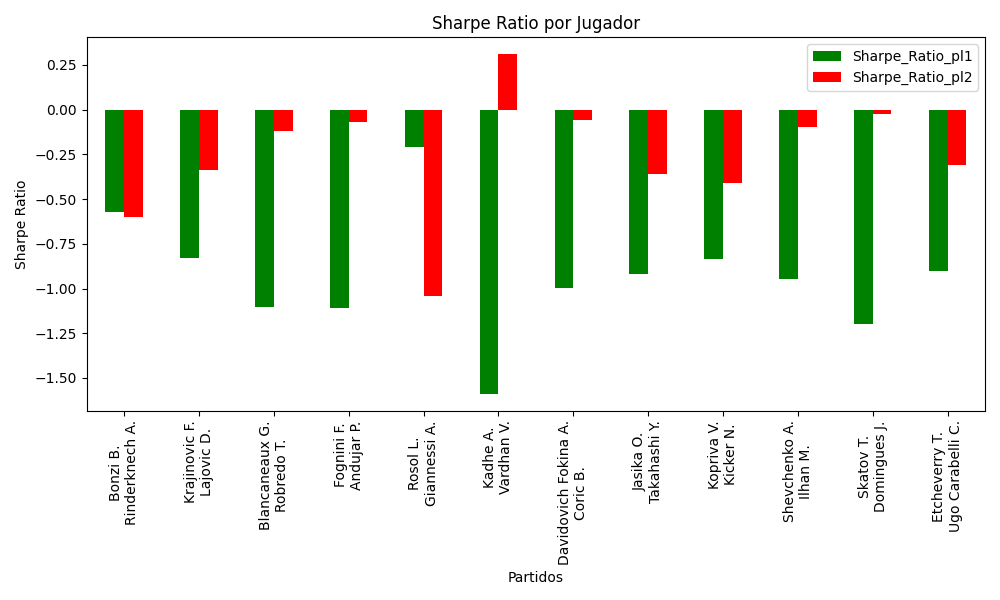 Sharpe Ratio por Jugador
Sharpe_Ratio_pl1
Sharpe_Ratio_pl2
Sharpe Ratio
0.25
0.00
−0.25
−0.50
−0.75
−1.00
−1.25
−1.50
Bonzi B.
Rinderknech A.
Krajinovic F.
Lajovic D.
Blancaneaux G.
Robredo T.
Fognini F.
Andujar P.
Rosol L.
Giannessi A.
Kadhe A.
Vardhan V.
Davidovich Fokina A.
Coric B.
Jasika O.
Takahashi Y.
Kopriva V.
Kicker N.
Shevchenko A.
Ilhan M.
Skatov T.
Domingues J.
Etcheverry T.
Ugo Carabelli C.
Partidos